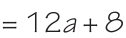 = 12a + 8